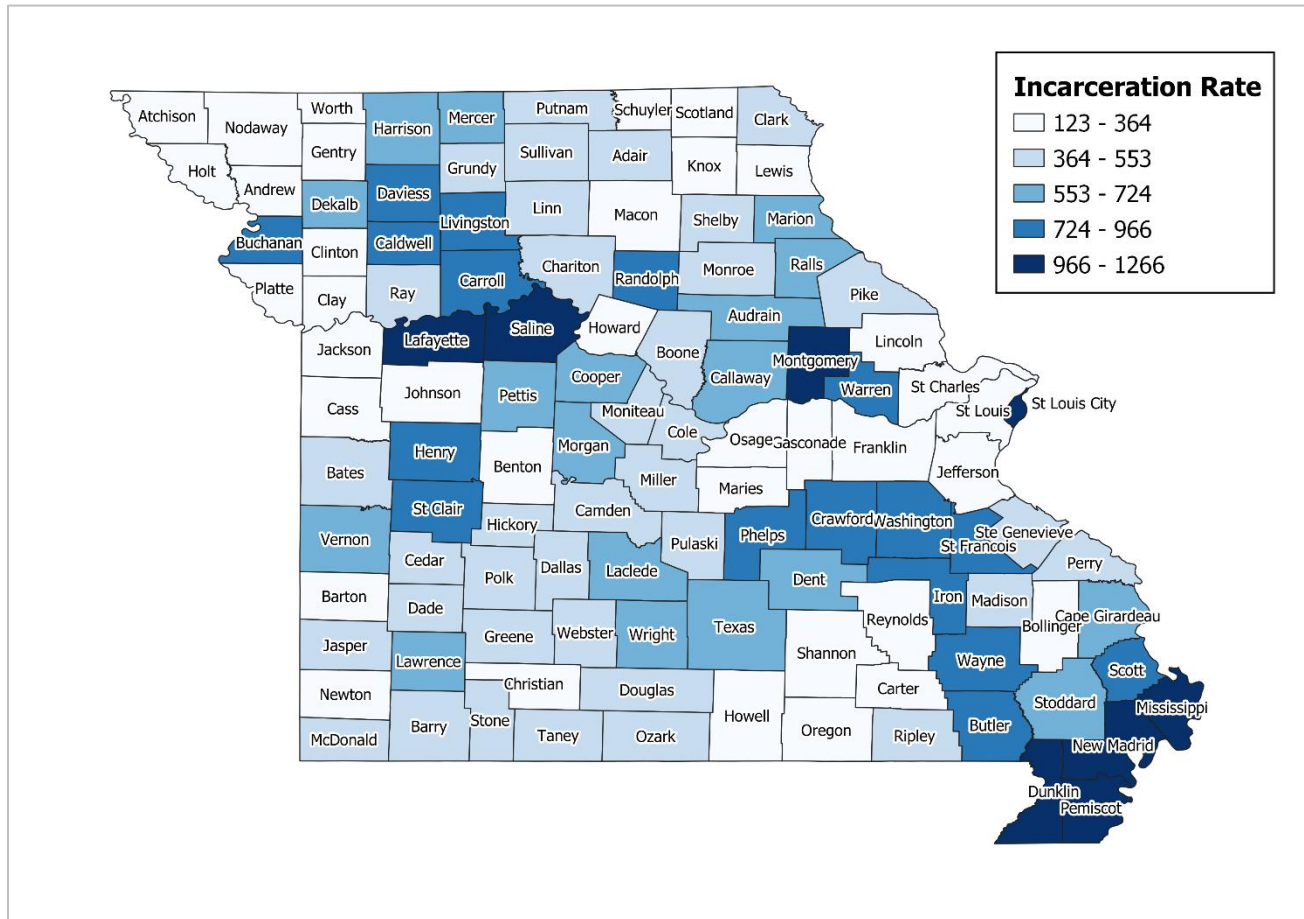 Incarceration Rate
123 - 364
364 - 553
553 - 724
724 - 966
966 - 1266
Atchison
Nodaway
Worth
Harrison
Mercer
Putnam
Schuyler
Scotland
Clark
Holt
Gentry
Andrew
Dekalb
Daviess
Grundy
Sullivan
Adair
Knox
Lewis
Buchanan
Clinton
Caldwell
Livingston
Linn
Macon
Shelby
Marion
Platte
Clay
Ray
Carroll
Chariton
Randolph
Monroe
Ralls
Pike
Jackson
Lafayette
Saline
Howard
Boone
Audrain
Callaway
Montgomery
Lincoln
Warren
St Charles
St Louis
St Louis City
Cass
Johnson
Pettis
Cooper
Moniteau
Cole
Osage
Gasconade
Franklin
Jefferson
Bates
Henry
Benton
Morgan
Miller
Maries
Vernon
St Clair
Hickory
Camden
Pulaski
Phelps
Crawford
Washington
St Francois
Ste Genevieve
Perry
Cedar
Polk
Dallas
Laclede
Dent
Iron
Madison
Bollinger
Cape Girardeau
Barton
Dade
Greene
Webster
Wright
Texas
Shannon
Reynolds
Wayne
Scott
Jasper
Lawrence
Christian
Douglas
Howell
Carter
Butler
Stoddard
Mississippi
Newton
McDonald
Barry
Stone
Taney
Ozark
Oregon
Ripley
New Madrid
Dunklin
Pemiscot